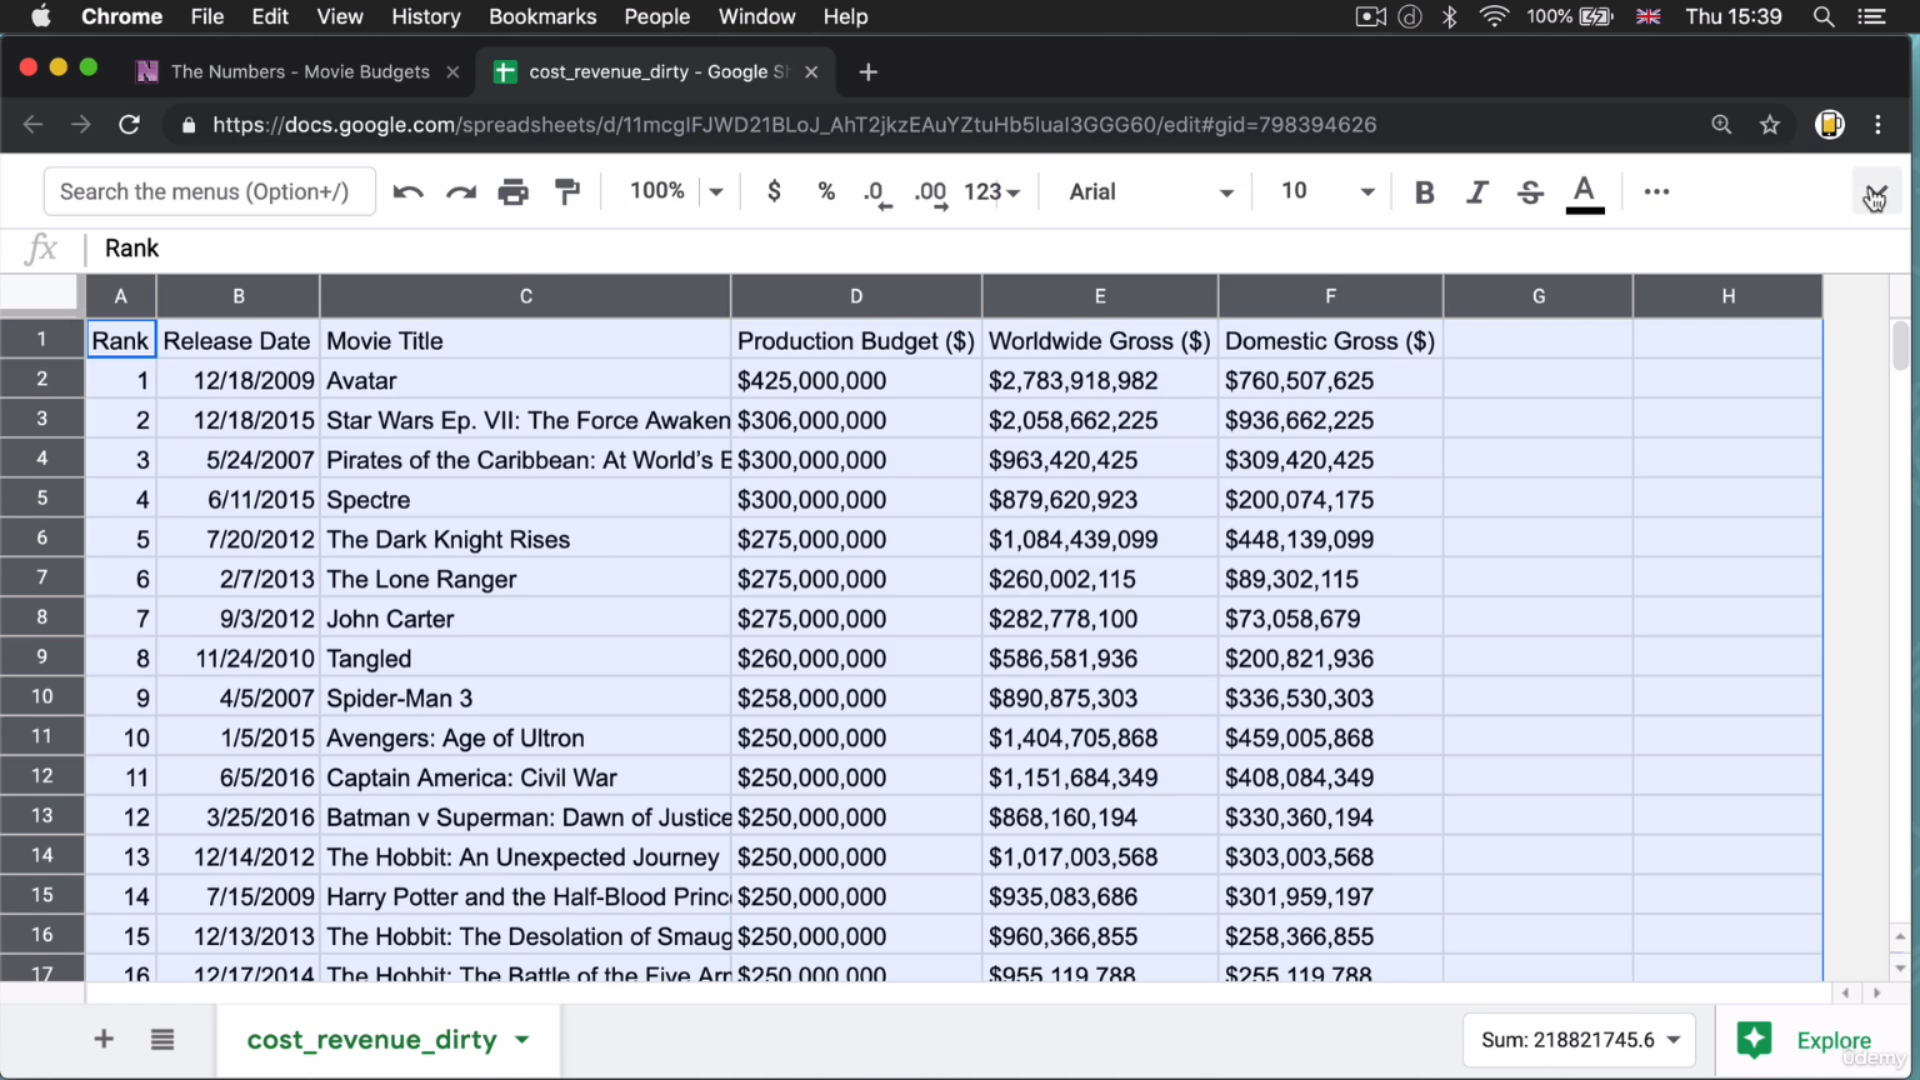 Chrome File Edit View History Bookmarks People Window Help 100% Thu 15:39
The Numbers - Movie Budgets cost_revenue_dirty - Google Sh
https://docs.google.com/spreadsheets/d/11mcgIFJWD21BLoJ_AhT2jkzEAuYZtuHb5luaI3GGG60/edit#gid=798394626
Search the menus (Option+/) 100% $ % .0 .00 123 Arial 10 B I S A
fx Rank
A B C D E F G H
1 Rank Release Date Movie Title Production Budget ($) Worldwide Gross ($) Domestic Gross ($)
2 1 12/18/2009 Avatar $425,000,000 $2,783,918,982 $760,507,625
3 2 12/18/2015 Star Wars Ep. VII: The Force Awaken $306,000,000 $2,058,662,225 $936,662,225
4 3 5/24/2007 Pirates of the Caribbean: At World's E $300,000,000 $963,420,425 $309,420,425
5 4 6/11/2015 Spectre $300,000,000 $879,620,923 $200,074,175
6 5 7/20/2012 The Dark Knight Rises $275,000,000 $1,084,439,099 $448,139,099
7 6 2/7/2013 The Lone Ranger $275,000,000 $260,002,115 $89,302,115
8 7 9/3/2012 John Carter $275,000,000 $282,778,100 $73,058,679
9 8 11/24/2010 Tangled $260,000,000 $586,581,936 $200,821,936
10 9 4/5/2007 Spider-Man 3 $258,000,000 $890,875,303 $336,530,303
11 10 1/5/2015 Avengers: Age of Ultron $250,000,000 $1,404,705,868 $459,005,868
12 11 6/5/2016 Captain America: Civil War $250,000,000 $1,151,684,349 $408,084,349
13 12 3/25/2016 Batman v Superman: Dawn of Justice $250,000,000 $868,160,194 $330,360,194
14 13 12/14/2012 The Hobbit: An Unexpected Journey $250,000,000 $1,017,003,568 $303,003,568
15 14 7/15/2009 Harry Potter and the Half-Blood Princ $250,000,000 $935,083,686 $301,959,197
16 15 12/13/2013 The Hobbit: The Desolation of Smaug $250,000,000 $960,366,855 $258,366,855
17 16 12/17/2014 The Hobbit: The Battle of the Five Arm $250,000,000 $955,119,788 $255,119,788
cost_revenue_dirty Sum: 218821745.6 Explore
ûdemy